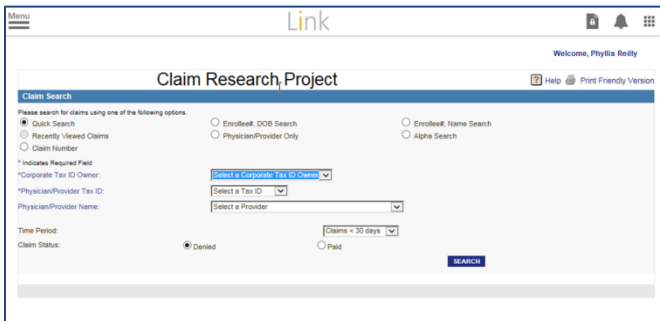 Menu
Link
Welcome, Phyllis Reilly
Claim Research Project
? Help Print Friendly Version
Claim Search
Please search for claims using one of the following options.
Quick Search Enrollee#, DOB Search Enrollee#, Name Search
Recently Viewed Claims Physician/Provider Only Alpha Search
Claim Number
* Indicates Required Field
*Corporate Tax ID Owner: Select a Corporate Tax ID Owner
*Physician/Provider Tax ID: Select a Tax ID
Physician/Provider Name: Select a Provider
Time Period: Claims < 30 days
Claim Status: Denied Paid
SEARCH